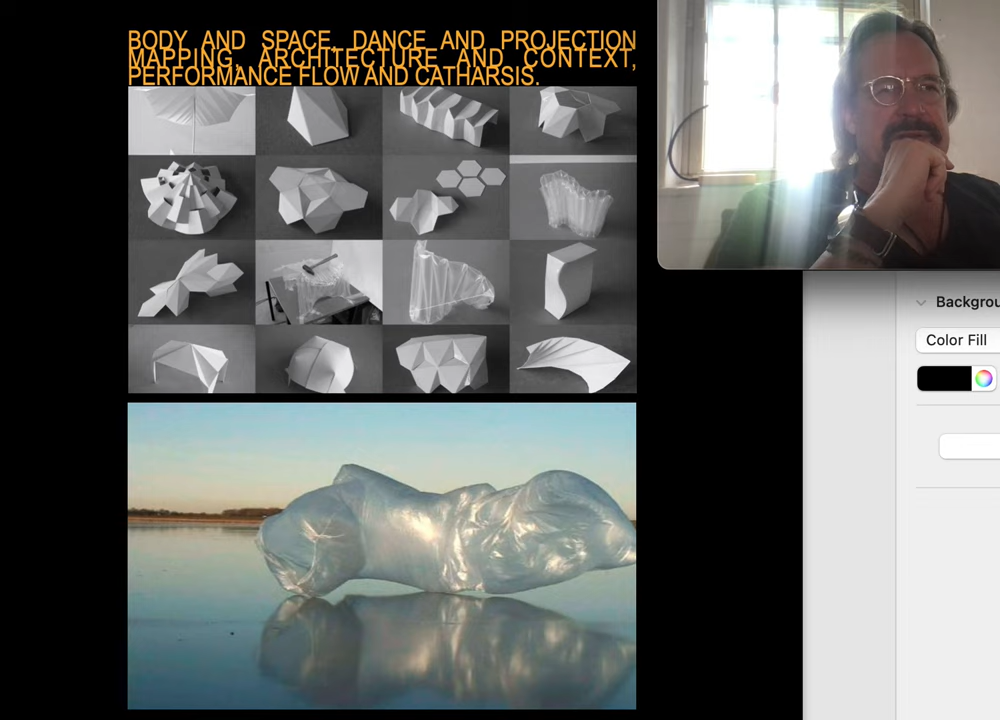 BODY AND SPACE, DANCE AND PROJECTION
MAPPING, ARCHITECTURE AND CONTEXT,
PERFORMANCE FLOW AND CATHARSIS.
Color Fill